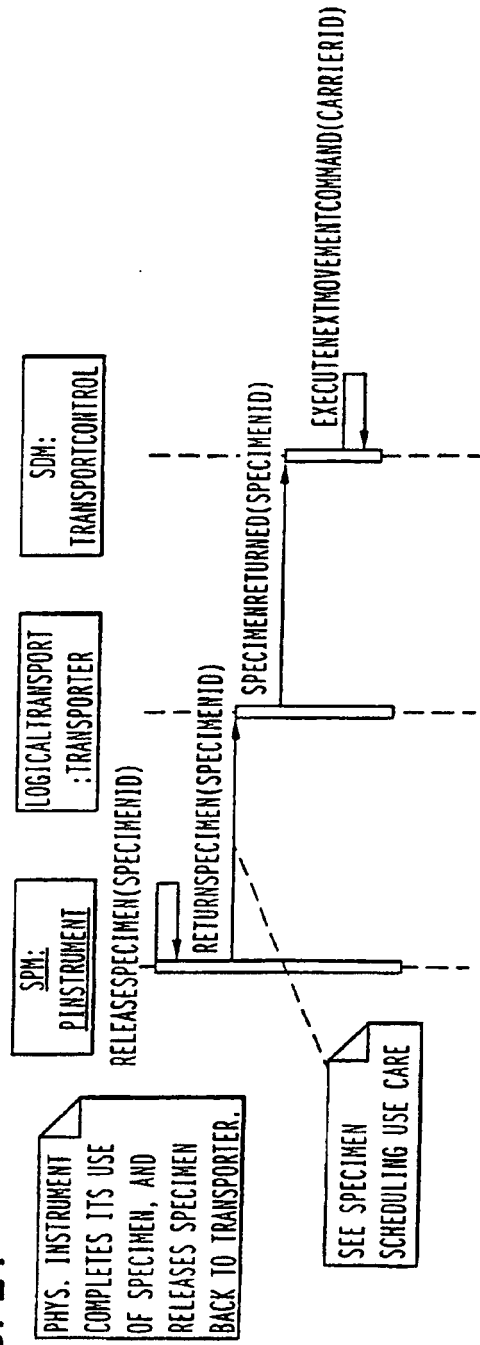 SPM:
PINSTRUMENT
LOGICALTRANSPORT
:TRANSPORTER
SDM:
TRANSPORTCONTROL
PHYS. INSTRUMENT
COMPLETES ITS USE
OF SPECIMEN, AND
RELEASES SPECIMEN
BACK TO TRANSPORTER.
RELEASESPECIMEN(SPECIMENID)
RETURNSPECIMEN(SPECIMENID)
SPECIMENRETURNED(SPECIMENID)
EXECUTENEXTMOVEMENTCOMMAND(CARRIERID)
SEE SPECIMEN
SCHEDULING USE CARE